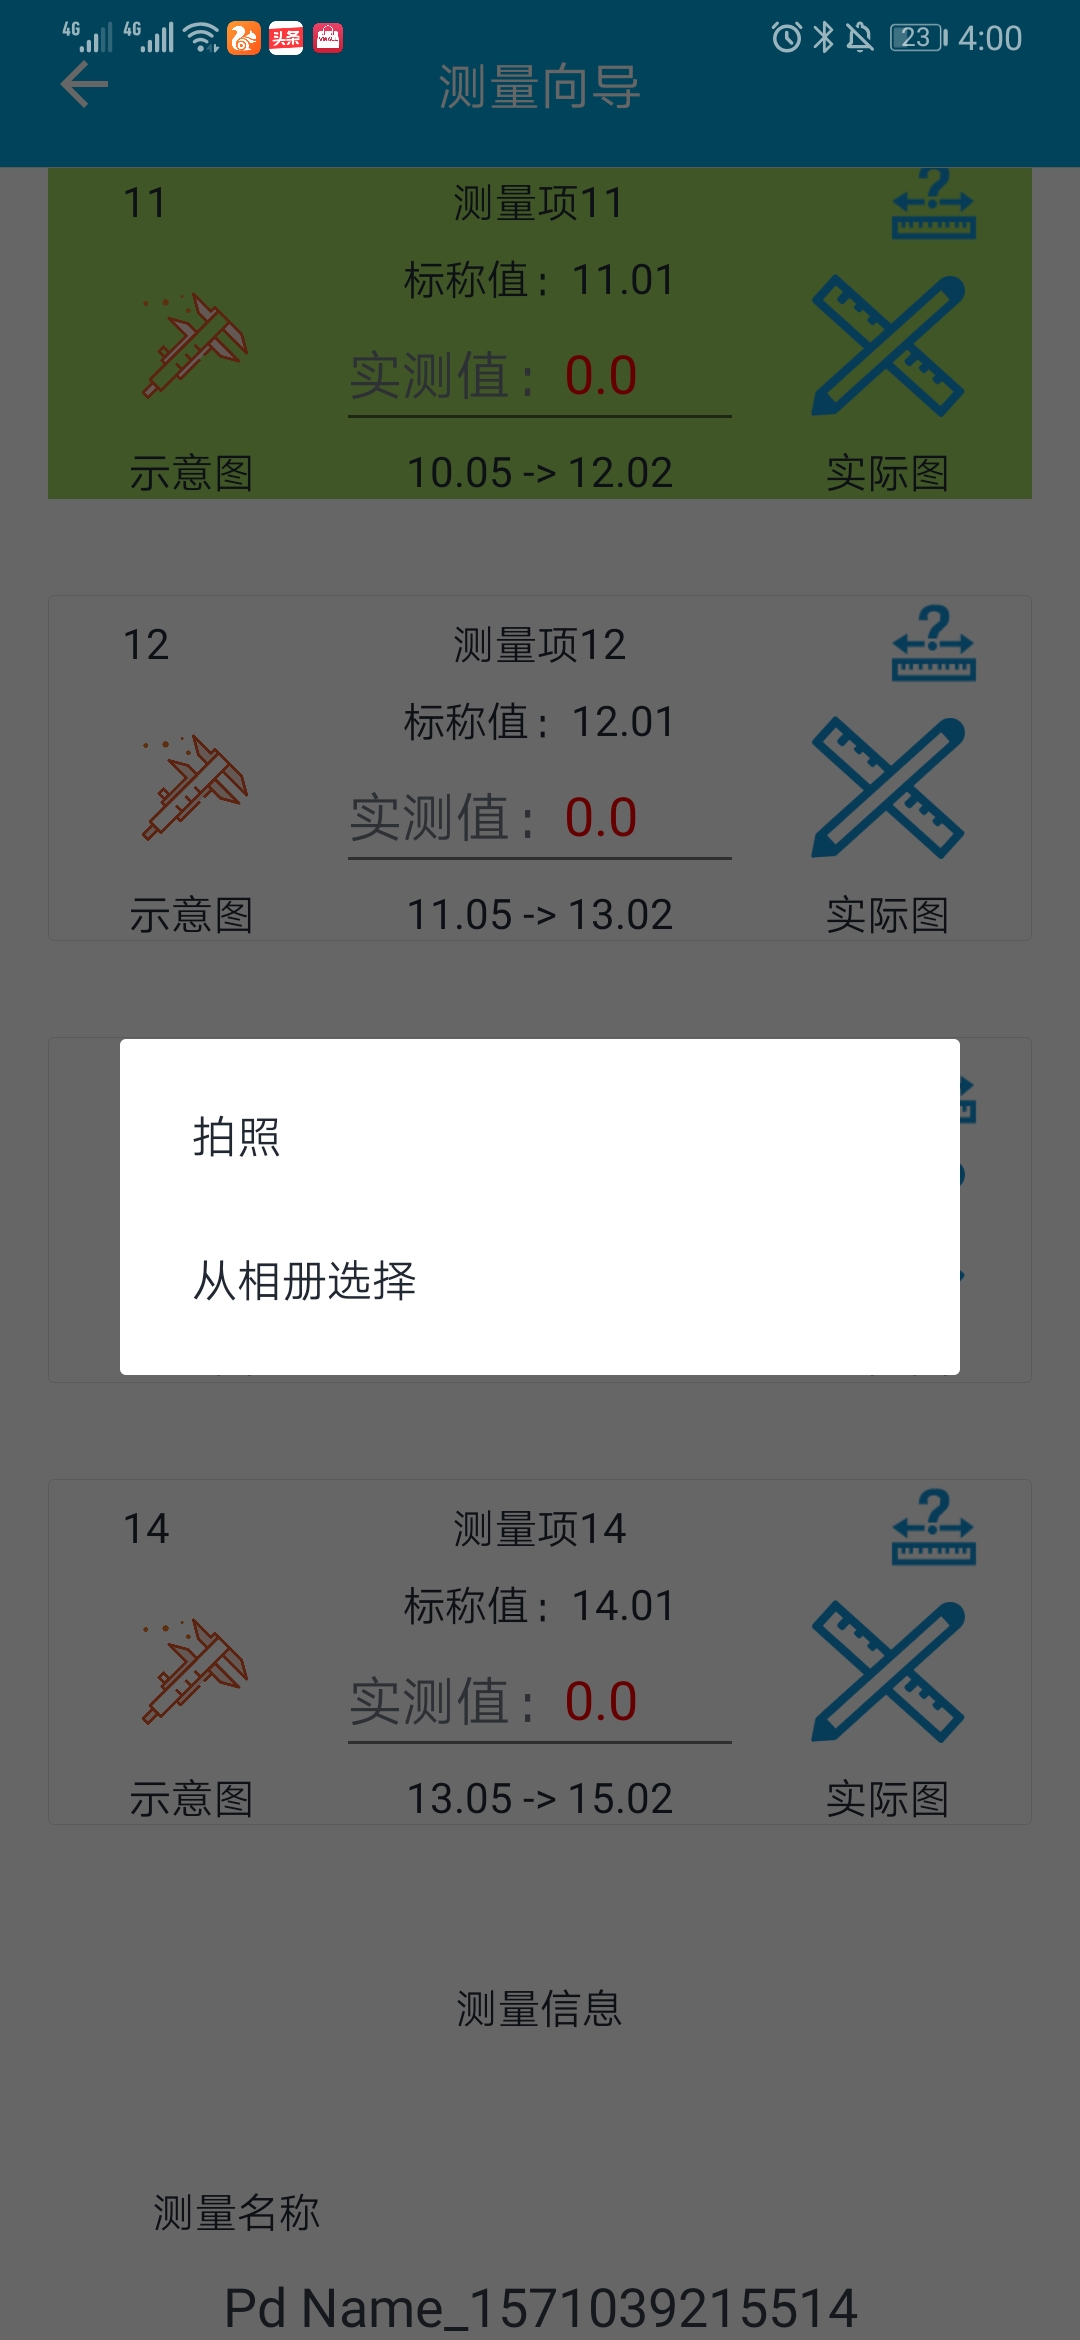 4G 4G 头条 VMALL 23 4:00
测量向导
11 测量项11
标称值：11.01
实测值：0.0
示意图 10.05 -> 12.02 实际图
12 测量项12
标称值：12.01
实测值：0.0
示意图 11.05 -> 13.02 实际图
拍照
从相册选择
14 测量项14
标称值：14.01
实测值：0.0
示意图 13.05 -> 15.02 实际图
测量信息
测量名称
Pd Name_1571039215514